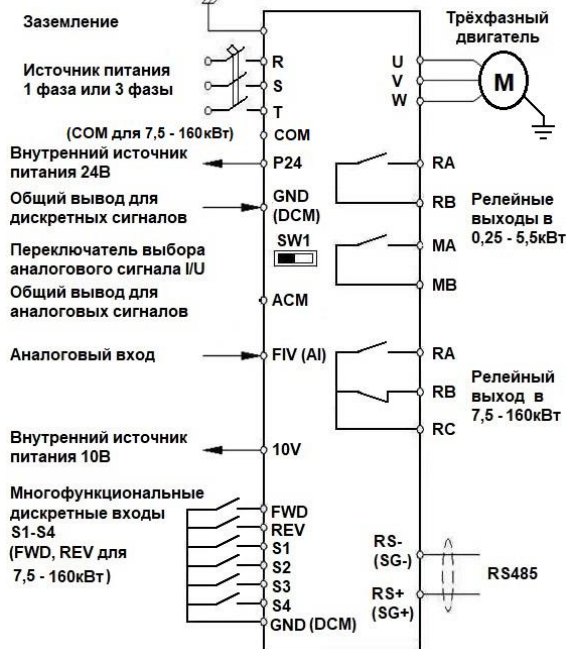 Заземление
Источник питания
1 фаза или 3 фазы
(COM для 7,5 - 160кВт)
Внутренний источник
питания 24В
Общий вывод для
дискретных сигналов
Переключатель выбора
аналогового сигнала I/U
Общий вывод для
аналоговых сигналов
Аналоговый вход
Внутренний источник
питания 10В
Многофункциональные
дискретные входы
S1-S4
(FWD, REV для
7,5 - 160кВт)
R
S
T
COM
P24
GND
(DCM)
SW1
ACM
FIV (AI)
10V
FWD
REV
S1
S2
S3
S4
GND (DCM)
Трёхфазный
двигатель
U
V
W
M
RA
RB
MA
MB
Релейные
выходы в
0,25 - 5,5кВт
RA
RB
RC
Релейный
выход в
7,5 - 160кВт
RS-
(SG-)
RS+
(SG+)
RS485